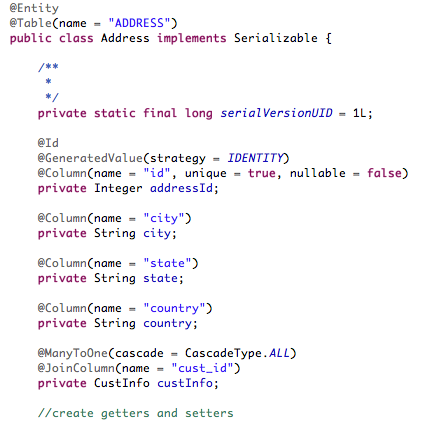 @Entity
@Table(name = "ADDRESS")
public class Address implements Serializable {
/**
*
*/
private static final long serialVersionUID = 1L;
@Id
@GeneratedValue(strategy = IDENTITY)
@Column(name = "id", unique = true, nullable = false)
private Integer addressId;
@Column(name = "city")
private String city;
@Column(name = "state")
private String state;
@Column(name = "country")
private String country;
@ManyToOne(cascade = CascadeType.ALL)
@JoinColumn(name = "cust_id")
private CustInfo custInfo;
//create getters and setters